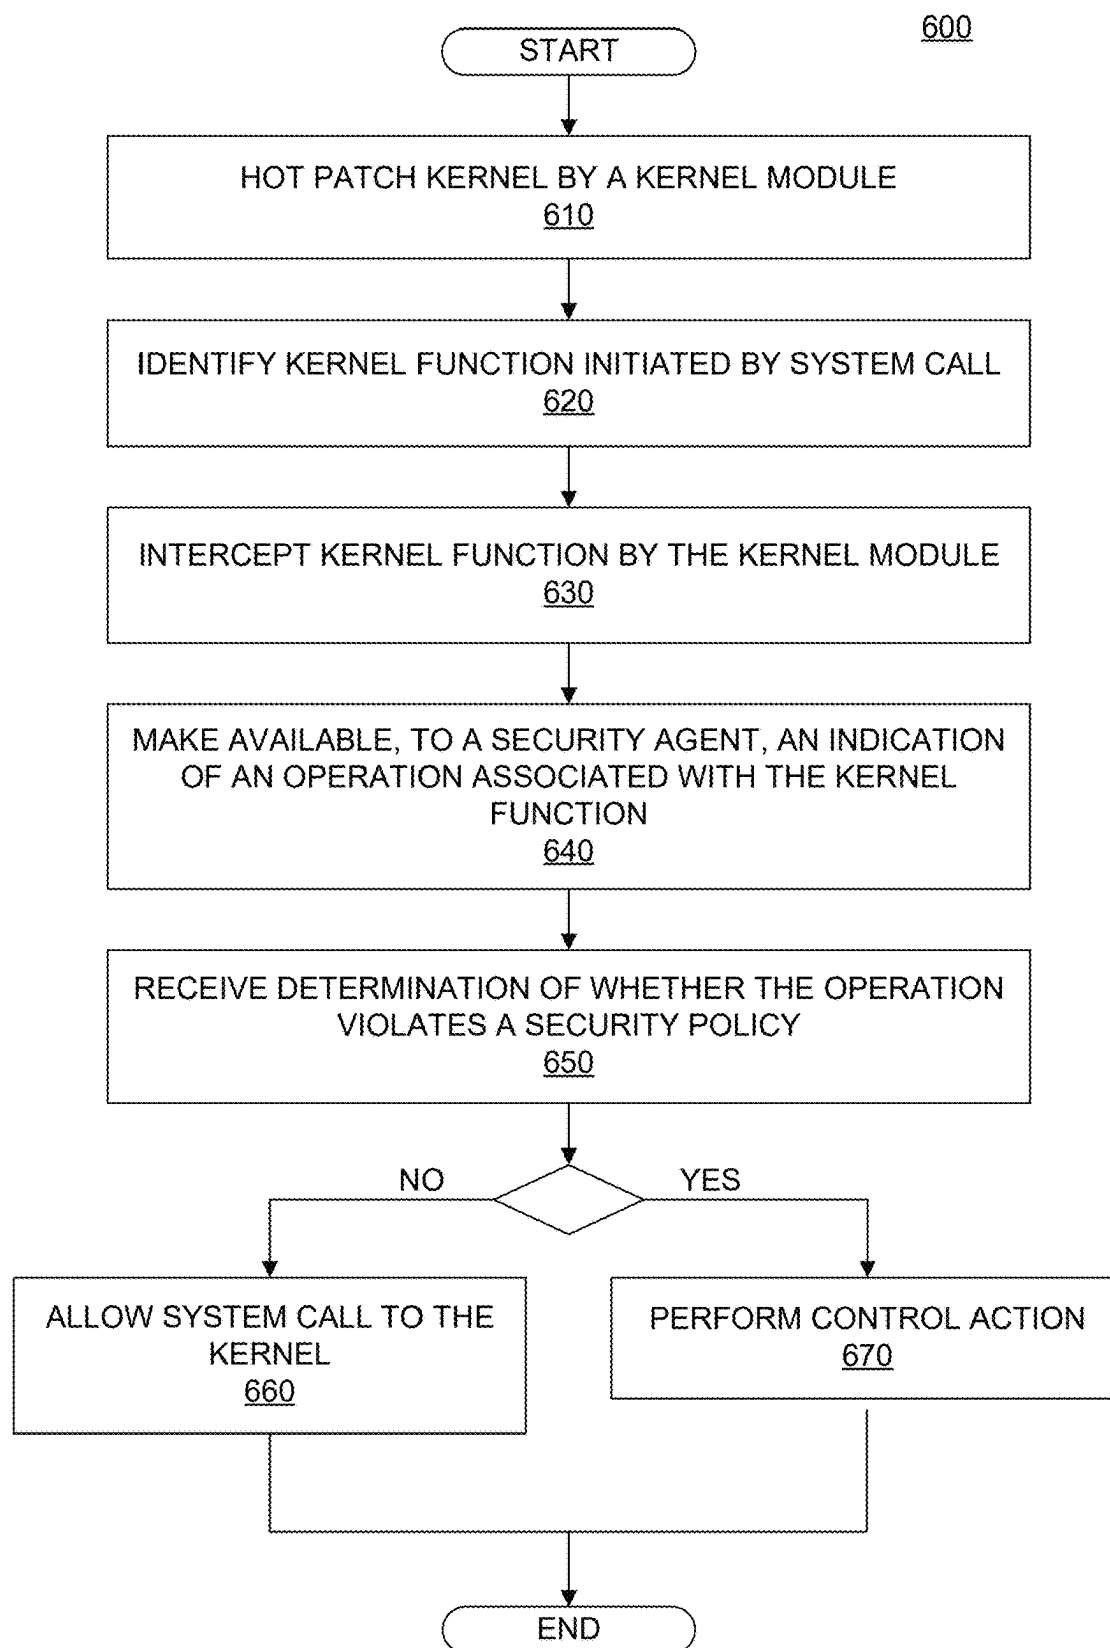 600
START
HOT PATCH KERNEL BY A KERNEL MODULE
610
IDENTIFY KERNEL FUNCTION INITIATED BY SYSTEM CALL
620
INTERCEPT KERNEL FUNCTION BY THE KERNEL MODULE
630
MAKE AVAILABLE, TO A SECURITY AGENT, AN INDICATION
OF AN OPERATION ASSOCIATED WITH THE KERNEL
FUNCTION
640
RECEIVE DETERMINATION OF WHETHER THE OPERATION
VIOLATES A SECURITY POLICY
650
NO
YES
ALLOW SYSTEM CALL TO THE
KERNEL
660
PERFORM CONTROL ACTION
670
END